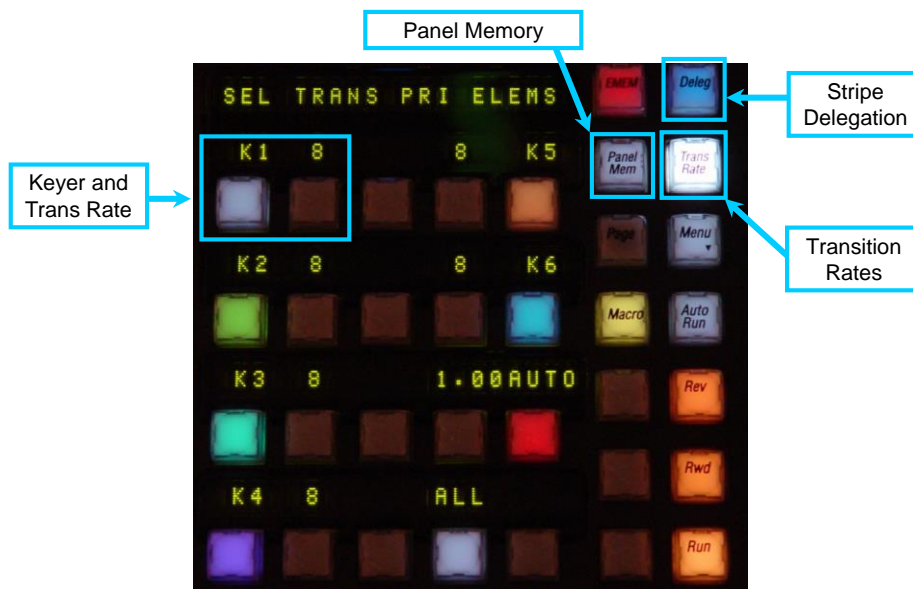 Panel Memory
SEL TRANS PRI ELEMS
EMEM
Deleg
Stripe
Delegation
K1 8 8 K5
Panel
Mem
Trans
Rate
Keyer and
Trans Rate
Page
Menu
Transition
Rates
K2 8 8 K6
Macro
Auto
Run
K3 8 1.00AUTO
Rev
Rwd
K4 8 ALL
Run